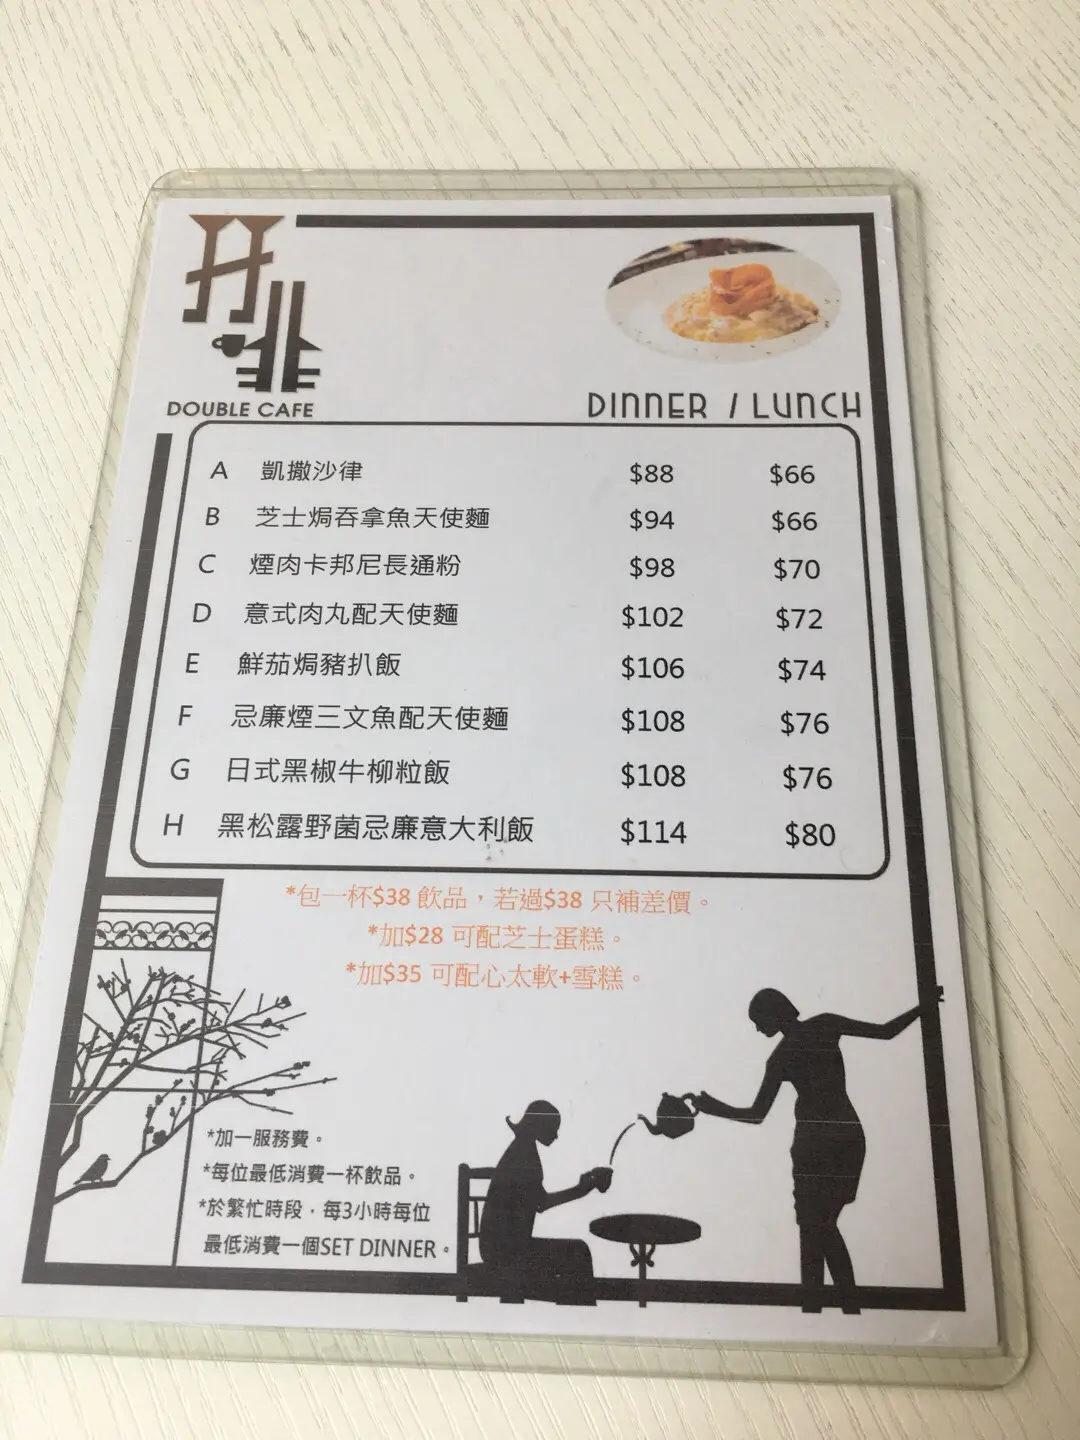 DOUBLE CAFE
DINNER / LUNCH
A 凱撒沙律 $88 $66
B 芝士焗吞拿魚天使麵 $94 $66
C 煙肉卡邦尼長通粉 $98 $70
D 意式肉丸配天使麵 $102 $72
E 鮮茄焗豬扒飯 $106 $74
F 忌廉煙三文魚配天使麵 $108 $76
G 日式黑椒牛柳粒飯 $108 $76
H 黑松露野菌忌廉意大利飯 $114 $80
*包一杯$38 飲品，若過$38 只補差價。
*加$28 可配芝士蛋糕。
*加$35 可配心太軟+雪糕。
*加一服務費。
*每位最低消費一杯飲品。
*於繁忙時段，每3小時每位
最低消費一個SET DINNER。